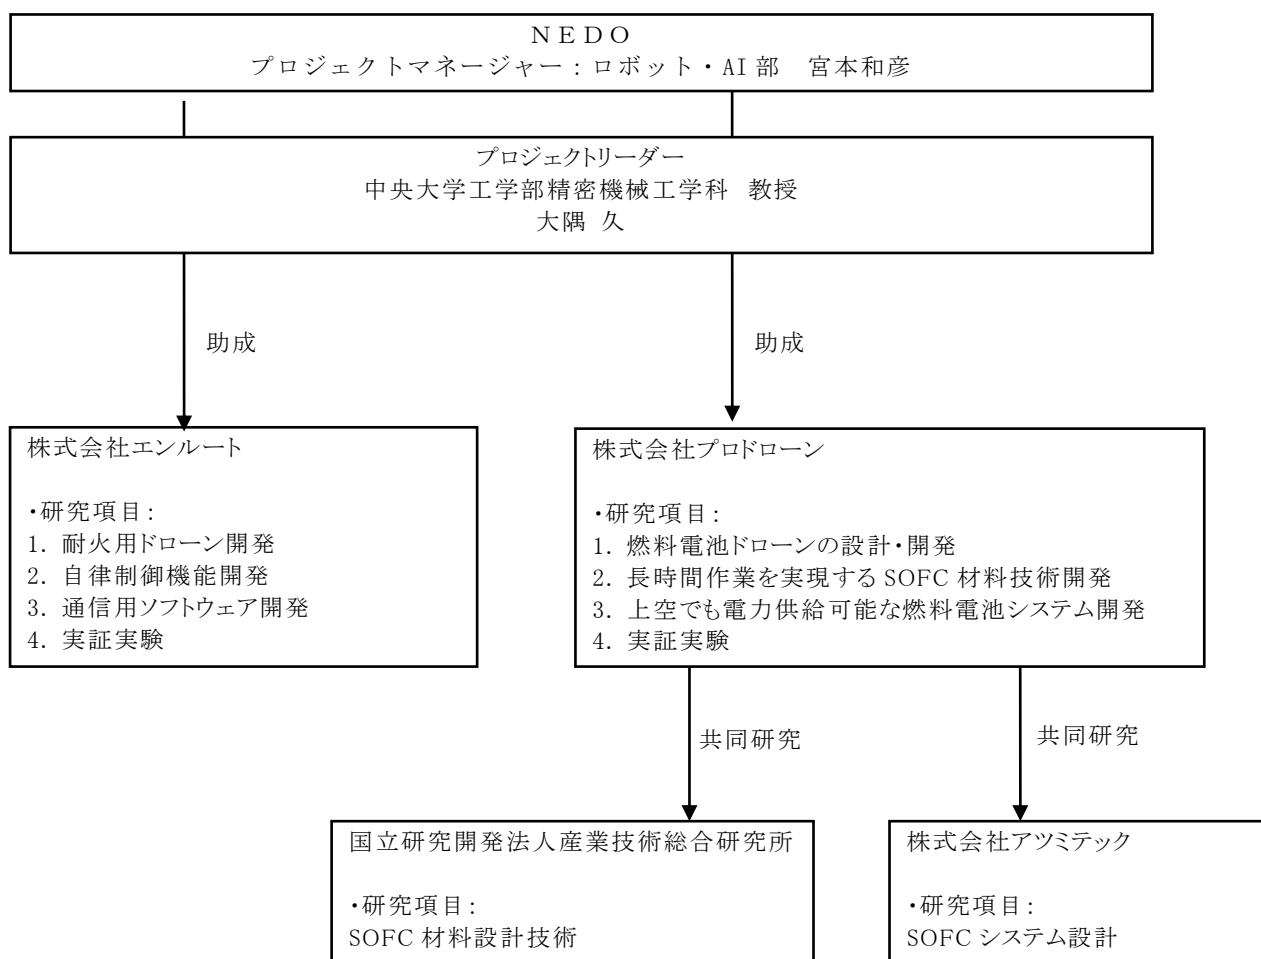 NEDO
プロジェクトマネージャー：ロボット・AI部　宮本和彦
プロジェクトリーダー
中央大学工学部精密機械工学科 教授
大隅 久
助成
助成
株式会社エンルート
・研究項目：
1. 耐火用ドローン開発
2. 自律制御機能開発
3. 通信用ソフトウェア開発
4. 実証実験
株式会社プロドローン
・研究項目：
1. 燃料電池ドローンの設計・開発
2. 長時間作業を実現する SOFC 材料技術開発
3. 上空でも電力供給可能な燃料電池システム開発
4. 実証実験
共同研究
共同研究
国立研究開発法人産業技術総合研究所
・研究項目：
SOFC 材料設計技術
株式会社アツミテック
・研究項目：
SOFC システム設計